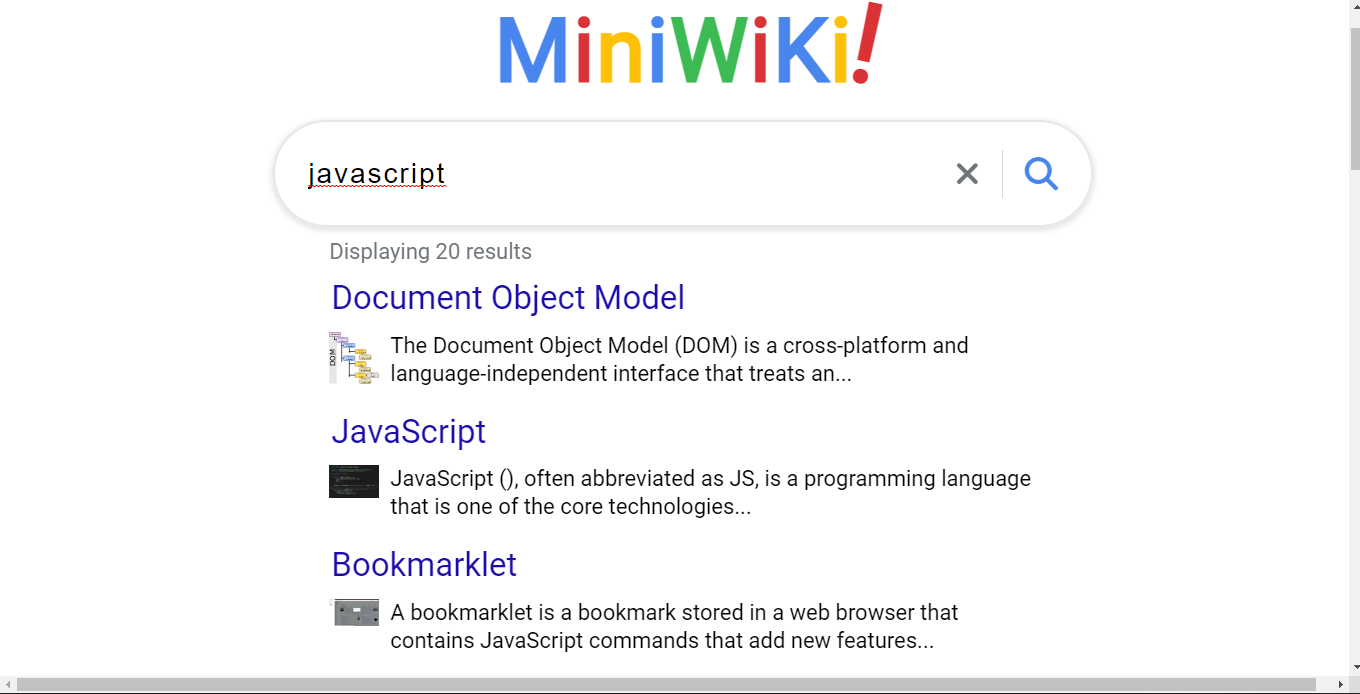 MiniWiKi!
javascript
Displaying 20 results
Document Object Model
DOM
The Document Object Model (DOM) is a cross-platform and
language-independent interface that treats an...
JavaScript
JavaScript (), often abbreviated as JS, is a programming language
that is one of the core technologies...
Bookmarklet
A bookmarklet is a bookmark stored in a web browser that
contains JavaScript commands that add new features...